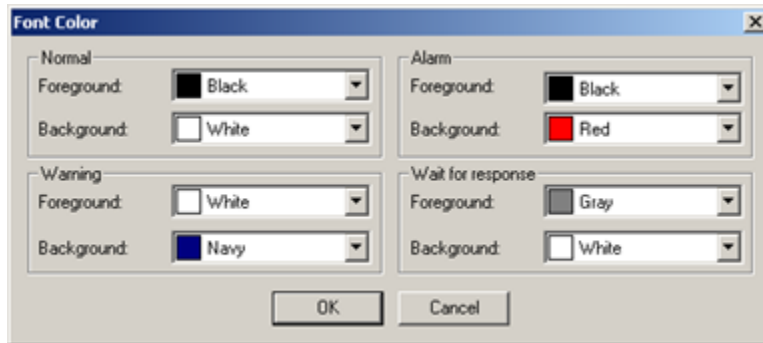 Font Color
Normal
Foreground: Black
Background: White
Alarm
Foreground: Black
Background: Red
Warning
Foreground: White
Background: Navy
Wait for response
Foreground: Gray
Background: White
OK
Cancel